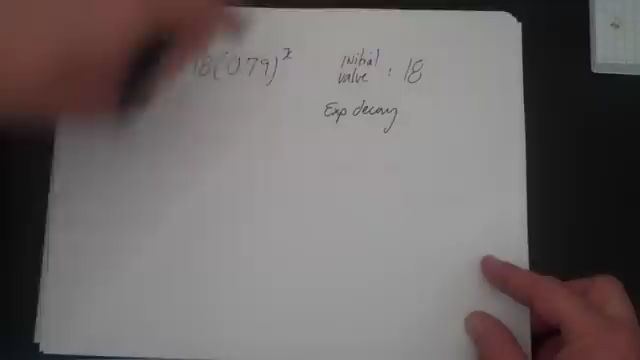 18(0.79)^x
initial
value : 18
Exp decay